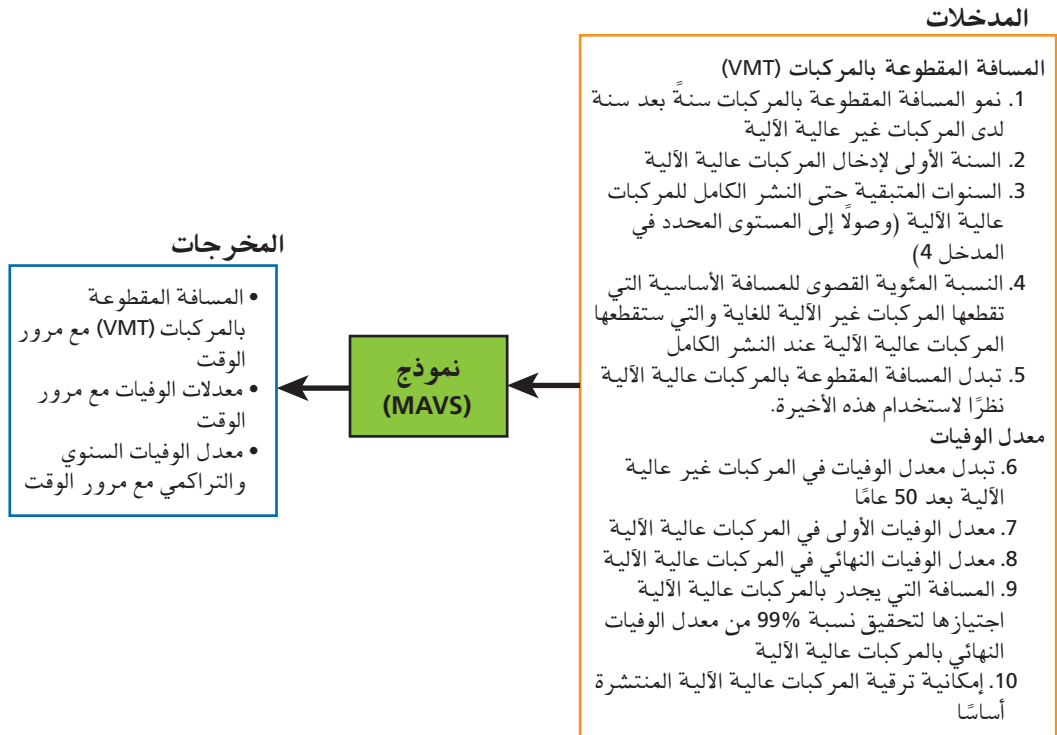 المدخلات
المسافة المقطوعة بالمركبات (VMT)
1. نمو المسافة المقطوعة بالمركبات سنةً بعد سنة
لدى المركبات غير عالية الآلية
2. السنة الأولى لإدخال المركبات عالية الآلية
3. السنوات المتبقية حتى النشر الكامل للمركبات
عالية الآلية (وصولًا إلى المستوى المحدد في
المدخل 4)
4. النسبة المئوية القصوى للمسافة الأساسية التي
تقطعها المركبات غير الآلية للغاية والتي ستقطعها
المركبات عالية الآلية عند النشر الكامل
5. تبدل المسافة المقطوعة بالمركبات عالية الآلية
نظرًا لاستخدام هذه الأخيرة.
معدل الوفيات
6. تبدل معدل الوفيات في المركبات غير عالية
الآلية بعد 50 عامًا
7. معدل الوفيات الأولى في المركبات عالية الآلية
8. معدل الوفيات النهائي في المركبات عالية الآلية
9. المسافة التي يجدر بالمركبات عالية الآلية
اجتيازها لتحقيق نسبة 99% من معدل الوفيات
النهائي بالمركبات عالية الآلية
10. إمكانية ترقية المركبات عالية الآلية المنتشرة
أساسًا
نموذج
(MAVS)
المخرجات
• المسافة المقطوعة
بالمركبات (VMT) مع مرور
الوقت
• معدلات الوفيات مع مرور
الوقت
• معدل الوفيات السنوي
والتراكمي مع مرور الوقت